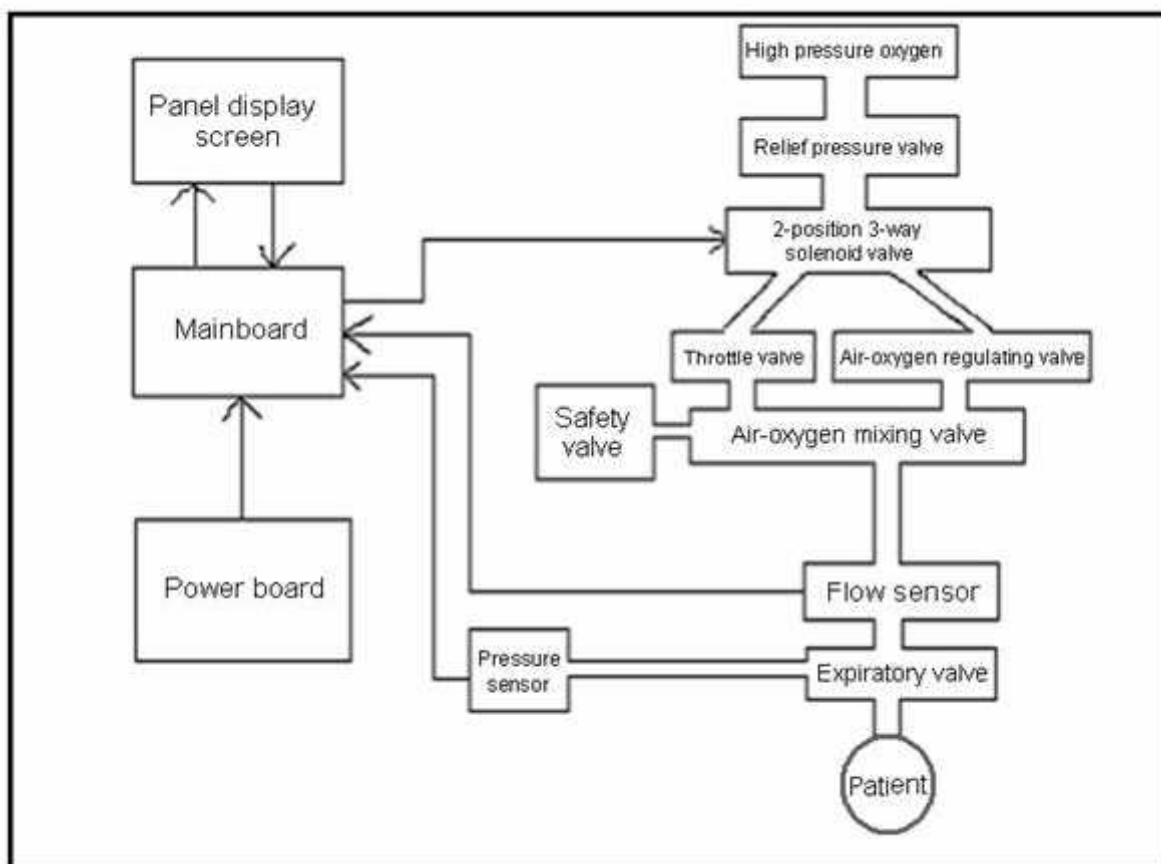 High pressure oxygen
Panel display
screen
Relief pressure valve
2-position 3-way
solenoid valve
Mainboard
Throttle valve
Air-oxygen regulating valve
Safety
valve
Air-oxygen mixing valve
Power board
Flow sensor
Pressure
sensor
Expiratory valve
Patient